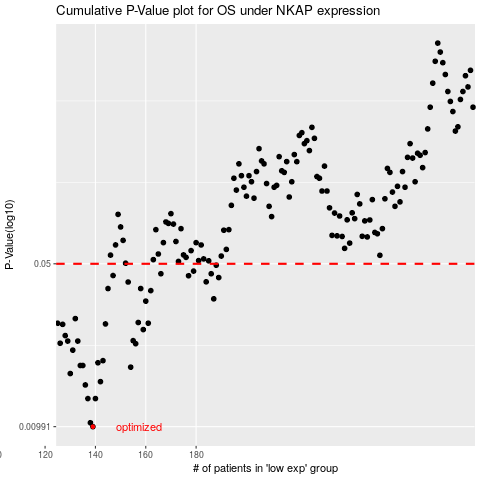 Cumulative P-Value plot for OS under NKAP expression
P-Value(log10)
0.05
0.00991
optimized
0 120 140 160 180
# of patients in 'low exp' group